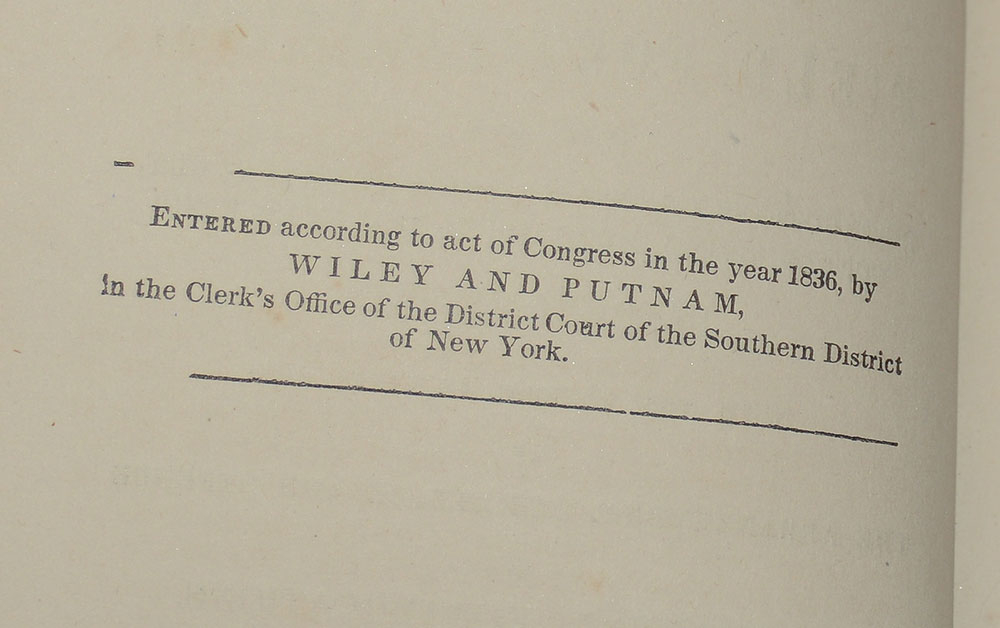 ENTERED according to act of Congress in the year 1836, by
WILEY AND PUTNAM,
in the Clerk's Office of the District Court of the Southern District
of New York.